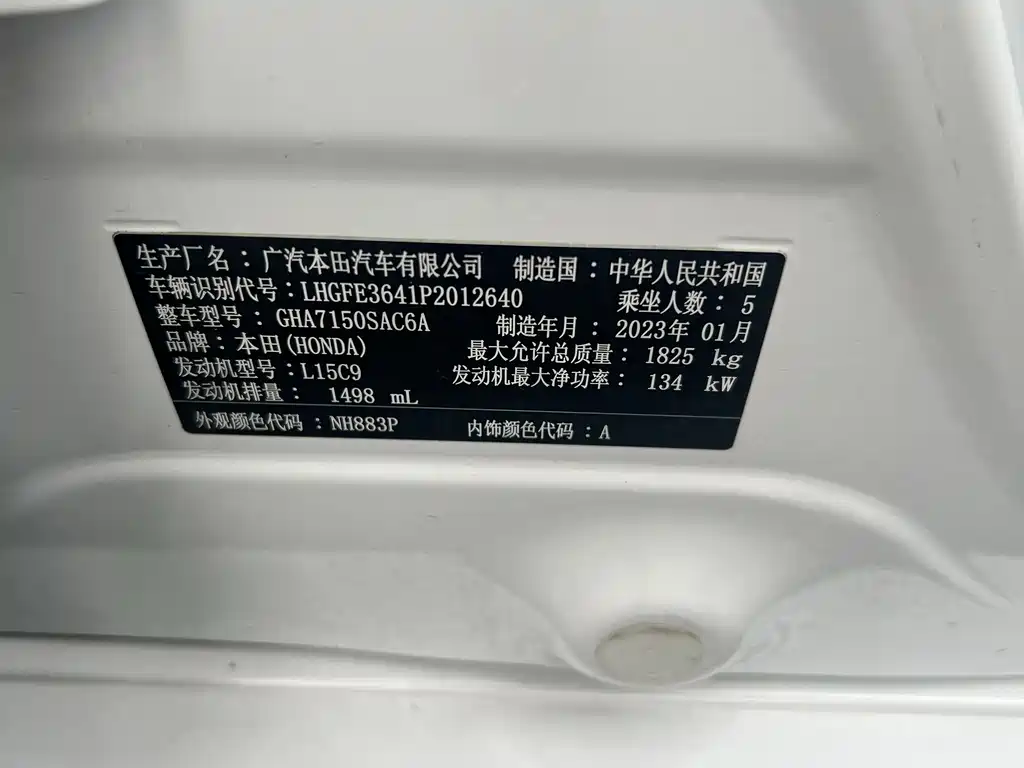 生产厂名：广汽本田汽车有限公司 制造国：中华人民共和国
车辆识别代号：LHGFE3641P2012640 乘坐人数：5
整车型号：GHA7150SAC6A 制造年月：2023年01月
品牌：本田(HONDA) 最大允许总质量：1825 kg
发动机型号：L15C9 发动机最大净功率：134 kW
发动机排量：1498 mL
外观颜色代码：NH883P 内饰颜色代码：A